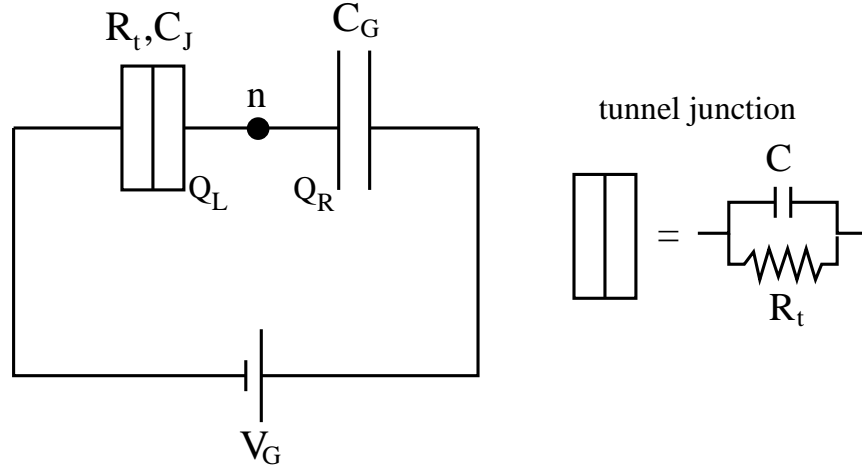 R_t,C_J
C_G
n
Q_L
Q_R
V_G
tunnel junction
C
=
R_t